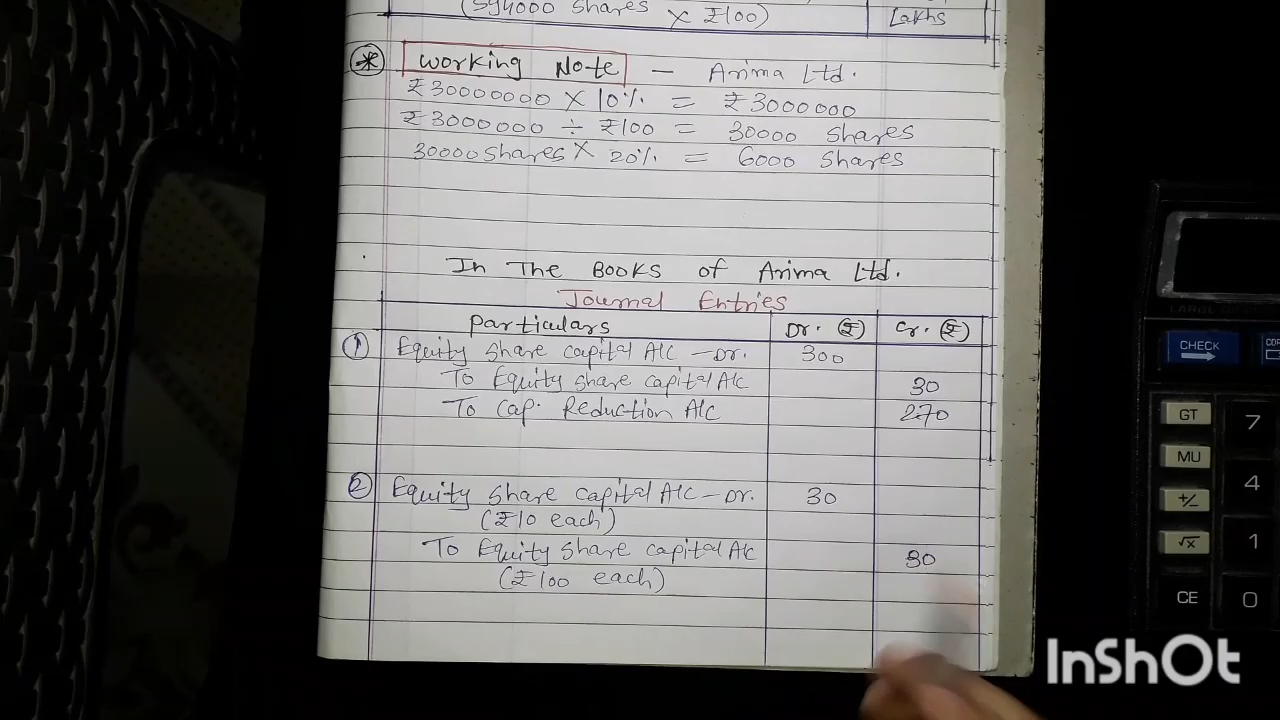 (594000 Shares × ₹100)
Lakhs
* Working Note - Arima Ltd.
₹30000000 × 10% = ₹3000000
₹3000000 ÷ ₹100 = 30000 Shares
30000 Shares × 20% = 6000 Shares
In The Books of Arima Ltd.
Journal Entries
Particulars Dr. (₹) Cr. (₹)
① Equity Share capital A/C - Dr. 300
To Equity Share capital A/C 30
To Cap. Reduction A/C 270
② Equity Share capital A/C - Dr. 30
(₹10 each)
To Equity Share capital A/C 30
(₹100 each)
CHECK
GT
7
MU
4
+/-
√x
1
CE
0
InShOt